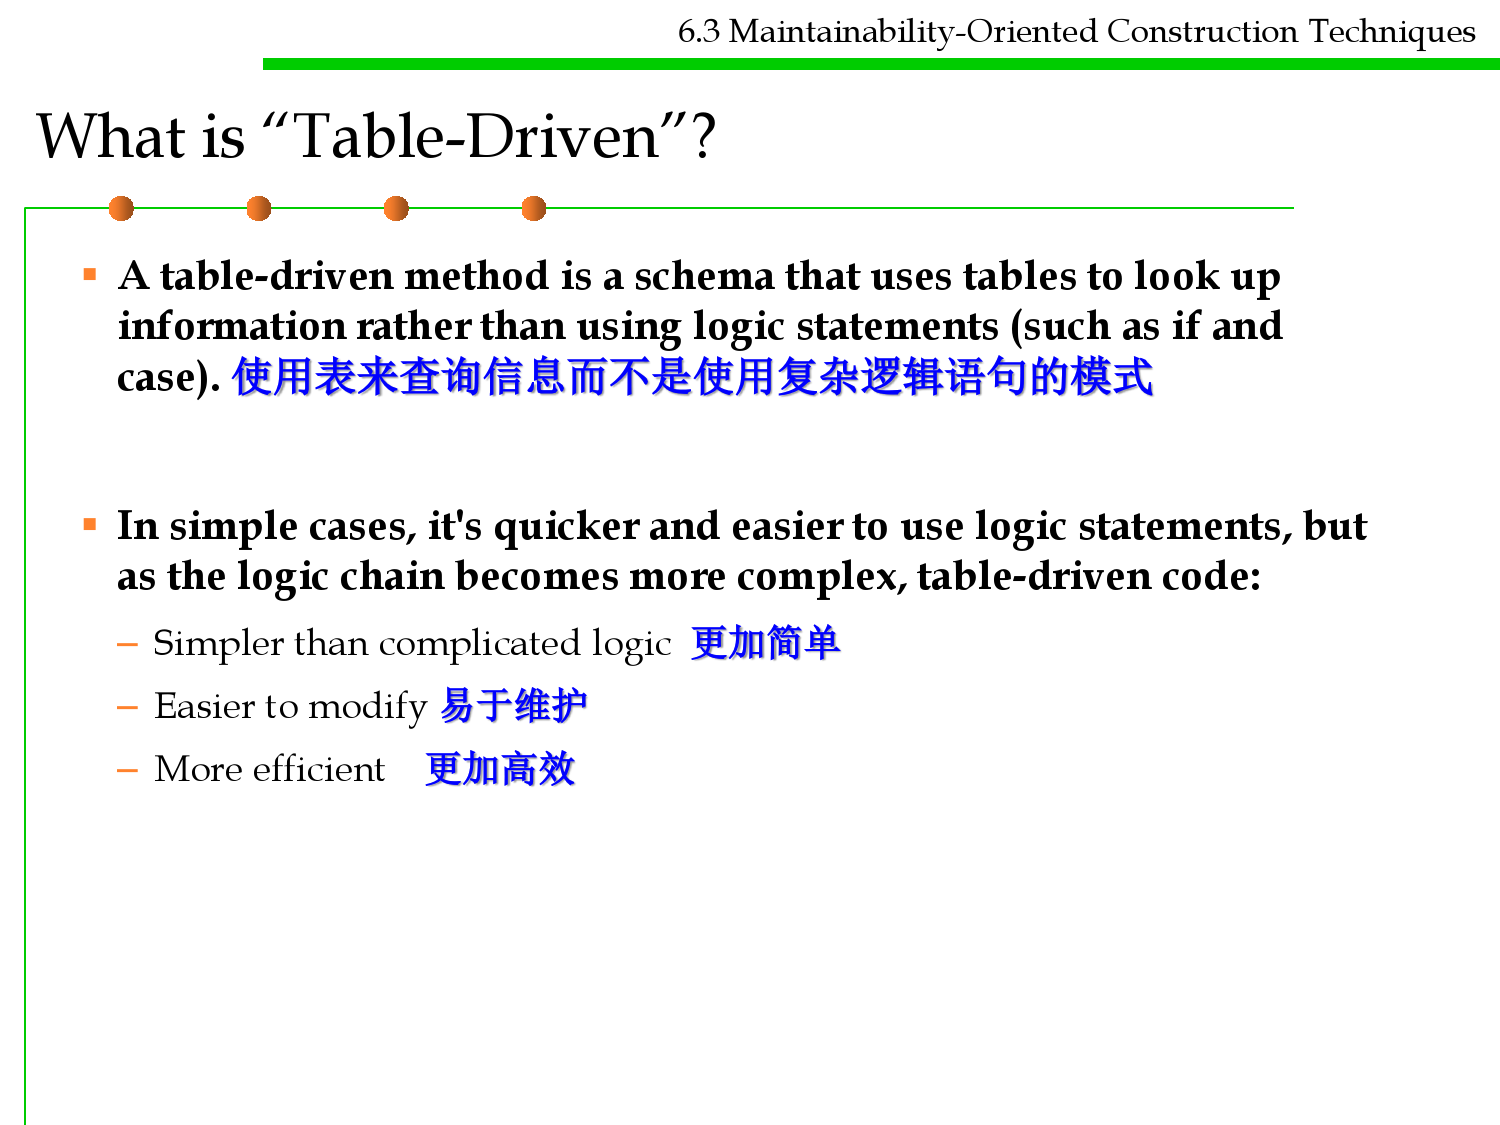 6.3 Maintainability-Oriented Construction Techniques
What is “Table-Driven”?
▪ A table-driven method is a schema that uses tables to look up
information rather than using logic statements (such as if and
case). 使用表来查询信息而不是使用复杂逻辑语句的模式
▪ In simple cases, it's quicker and easier to use logic statements, but
as the logic chain becomes more complex, table-driven code:
– Simpler than complicated logic 更加简单
– Easier to modify 易于维护
– More efficient 更加高效